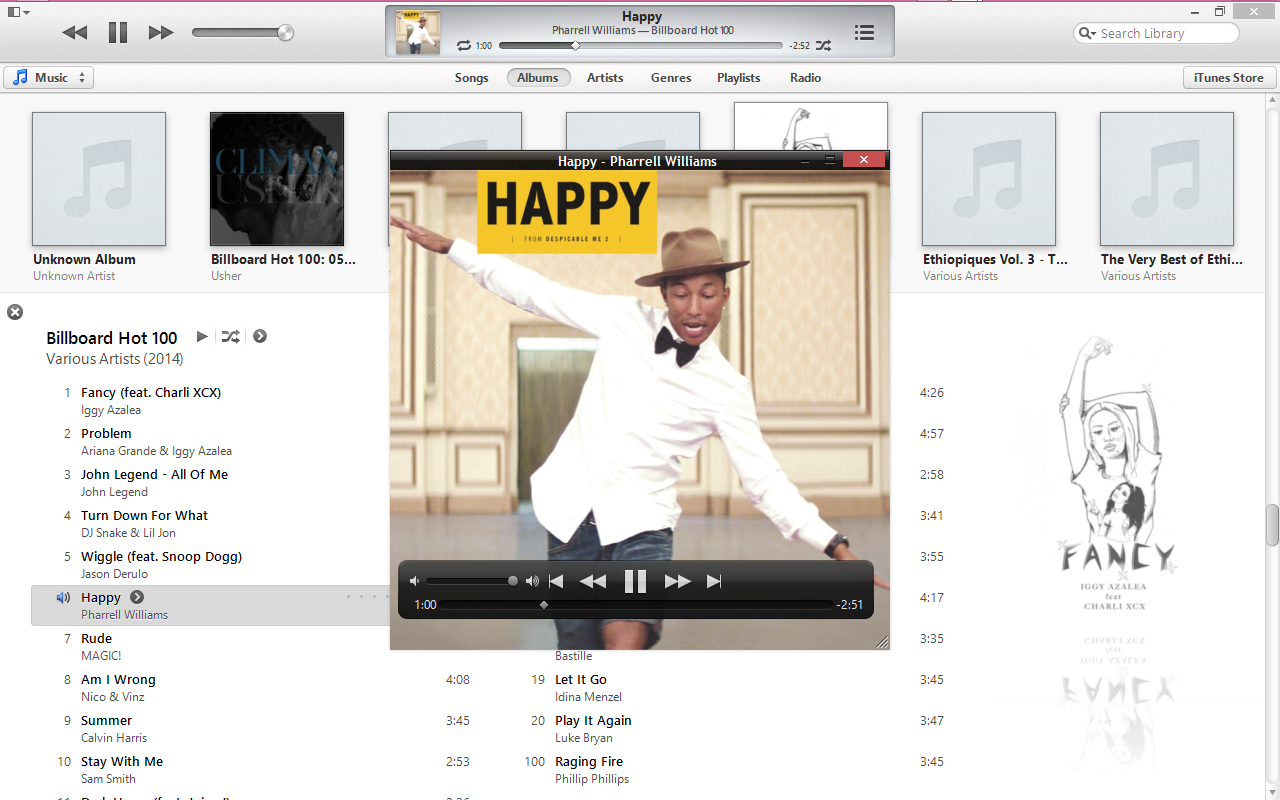 Happy
Pharrell Williams — Billboard Hot 100
1:00
-2:52
Search Library
Music
Songs
Albums
Artists
Genres
Playlists
Radio
iTunes Store
CLIMAX
USHER
Unknown Album
Unknown Artist
Billboard Hot 100: 05...
Usher
Ethiopiques Vol. 3 - T...
Various Artists
The Very Best of Ethi...
Various Artists
Happy - Pharrell Williams
HAPPY
| FROM DESPICABLE ME 2 |
1:00
-2:51
Billboard Hot 100
Various Artists (2014)
1 Fancy (feat. Charli XCX)
Iggy Azalea
2 Problem
Ariana Grande & Iggy Azalea
3 John Legend - All Of Me
John Legend
4 Turn Down For What
DJ Snake & Lil Jon
5 Wiggle (feat. Snoop Dogg)
Jason Derulo
Happy
Pharrell Williams
7 Rude
MAGIC!
8 Am I Wrong 4:08
Nico & Vinz
9 Summer 3:45
Calvin Harris
10 Stay With Me 2:53
Sam Smith
4:26
4:57
2:58
3:41
3:55
4:17
3:35
Bastille
19 Let It Go 3:45
Idina Menzel
20 Play It Again 3:47
Luke Bryan
100 Raging Fire 3:45
Phillip Phillips
FANCY
IGGY AZALEA
feat
CHARLI XCX